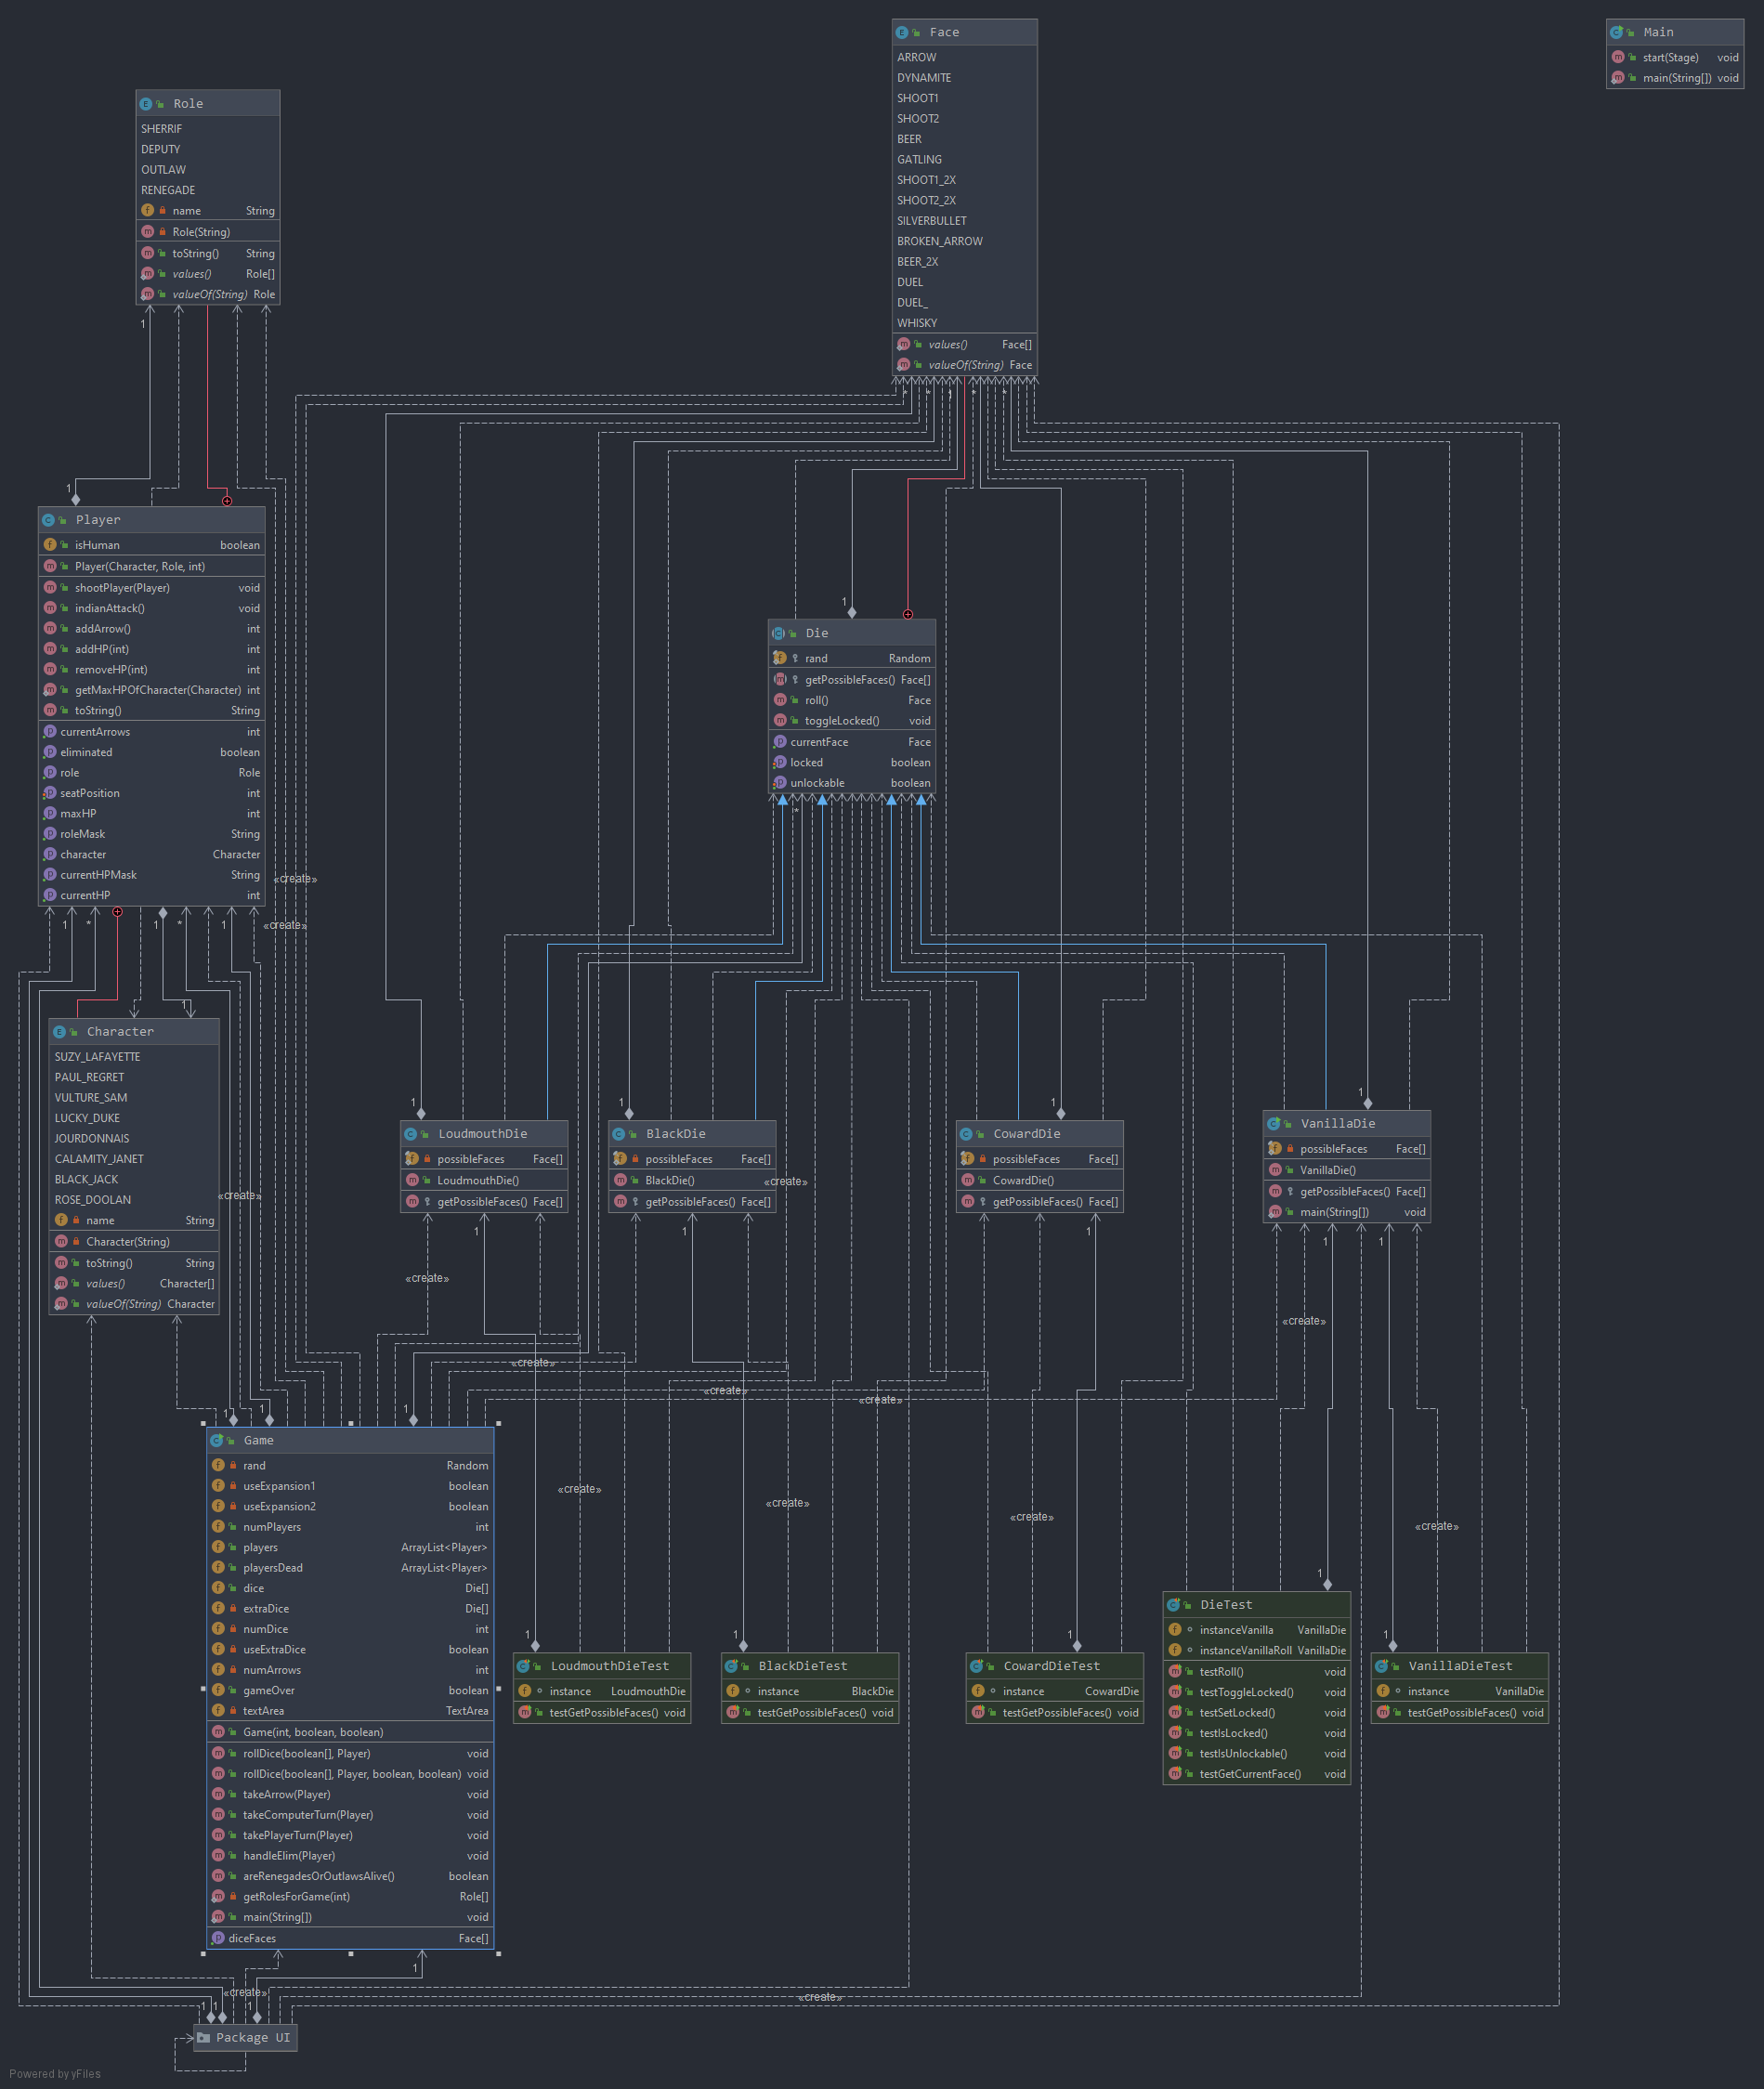 Face
ARROW
DYNAMITE
SHOOT1
SHOOT2
BEER
GATLING
SHOOT1_2X
SHOOT2_2X
SILVERBULLET
BROKEN_ARROW
BEER_2X
DUEL
DUEL_
WHISKY
values() Face[]
valueOf(String) Face
Main
start(Stage) void
main(String[]) void
Role
SHERRIF
DEPUTY
OUTLAW
RENEGADE
name String
Role(String)
toString() String
values() Role[]
valueOf(String) Role
1
1
Player
isHuman boolean
Player(Character, Role, int)
shootPlayer(Player) void
indianAttack() void
addArrow() int
addHP(int) int
removeHP(int) int
getMaxHPOfCharacter(Character) int
toString() String
currentArrows int
eliminated boolean
role Role
seatPosition int
maxHP int
roleMask String
character Character
currentHPMask String
currentHP int
1
Die
rand Random
getPossibleFaces() Face[]
roll() Face
toggleLocked() void
currentFace Face
locked boolean
unlockable boolean
«create»
«create»
1
*
1
*
1
1
Character
SUZY_LAFAYETTE
PAUL_REGRET
VULTURE_SAM
LUCKY_DUKE
JOURDONNAIS
CALAMITY_JANET
BLACK_JACK
ROSE_DOOLAN
name String
Character(String)
toString() String
values() Character[]
valueOf(String) Character
«create»
1
LoudmouthDie
possibleFaces Face[]
LoudmouthDie()
getPossibleFaces() Face[]
1
BlackDie
possibleFaces Face[]
BlackDie()
getPossibleFaces() Face[]
«create»
1
CowardDie
possibleFaces Face[]
CowardDie()
getPossibleFaces() Face[]
1
VanillaDie
possibleFaces Face[]
VanillaDie()
getPossibleFaces() Face[]
main(String[]) void
1
1
1
1
1
«create»
«create»
«create»
«create»
«create»
1
1
1
Game
rand Random
useExpansion1 boolean
useExpansion2 boolean
numPlayers int
players ArrayList<Player>
playersDead ArrayList<Player>
dice Die[]
extraDice Die[]
numDice int
useExtraDice boolean
numArrows int
gameOver boolean
textArea TextArea
Game(int, boolean, boolean)
rollDice(boolean[], Player) void
rollDice(boolean[], Player, boolean, boolean) void
takeArrow(Player) void
takeComputerTurn(Player) void
takePlayerTurn(Player) void
handleElim(Player) void
areRenegadesOrOutlawsAlive() boolean
getRolesForGame(int) Role[]
main(String[]) void
diceFaces Face[]
«create»
«create»
«create»
«create»
1
LoudmouthDieTest
instance LoudmouthDie
testGetPossibleFaces() void
1
BlackDieTest
instance BlackDie
testGetPossibleFaces() void
1
CowardDieTest
instance CowardDie
testGetPossibleFaces() void
1
DieTest
instanceVanilla VanillaDie
instanceVanillaRoll VanillaDie
testRoll() void
testToggleLocked() void
testSetLocked() void
testIsLocked() void
testIsUnlockable() void
testGetCurrentFace() void
1
VanillaDieTest
instance VanillaDie
testGetPossibleFaces() void
1
«create»
«create»
1
1
1
Package UI
Powered by yFiles